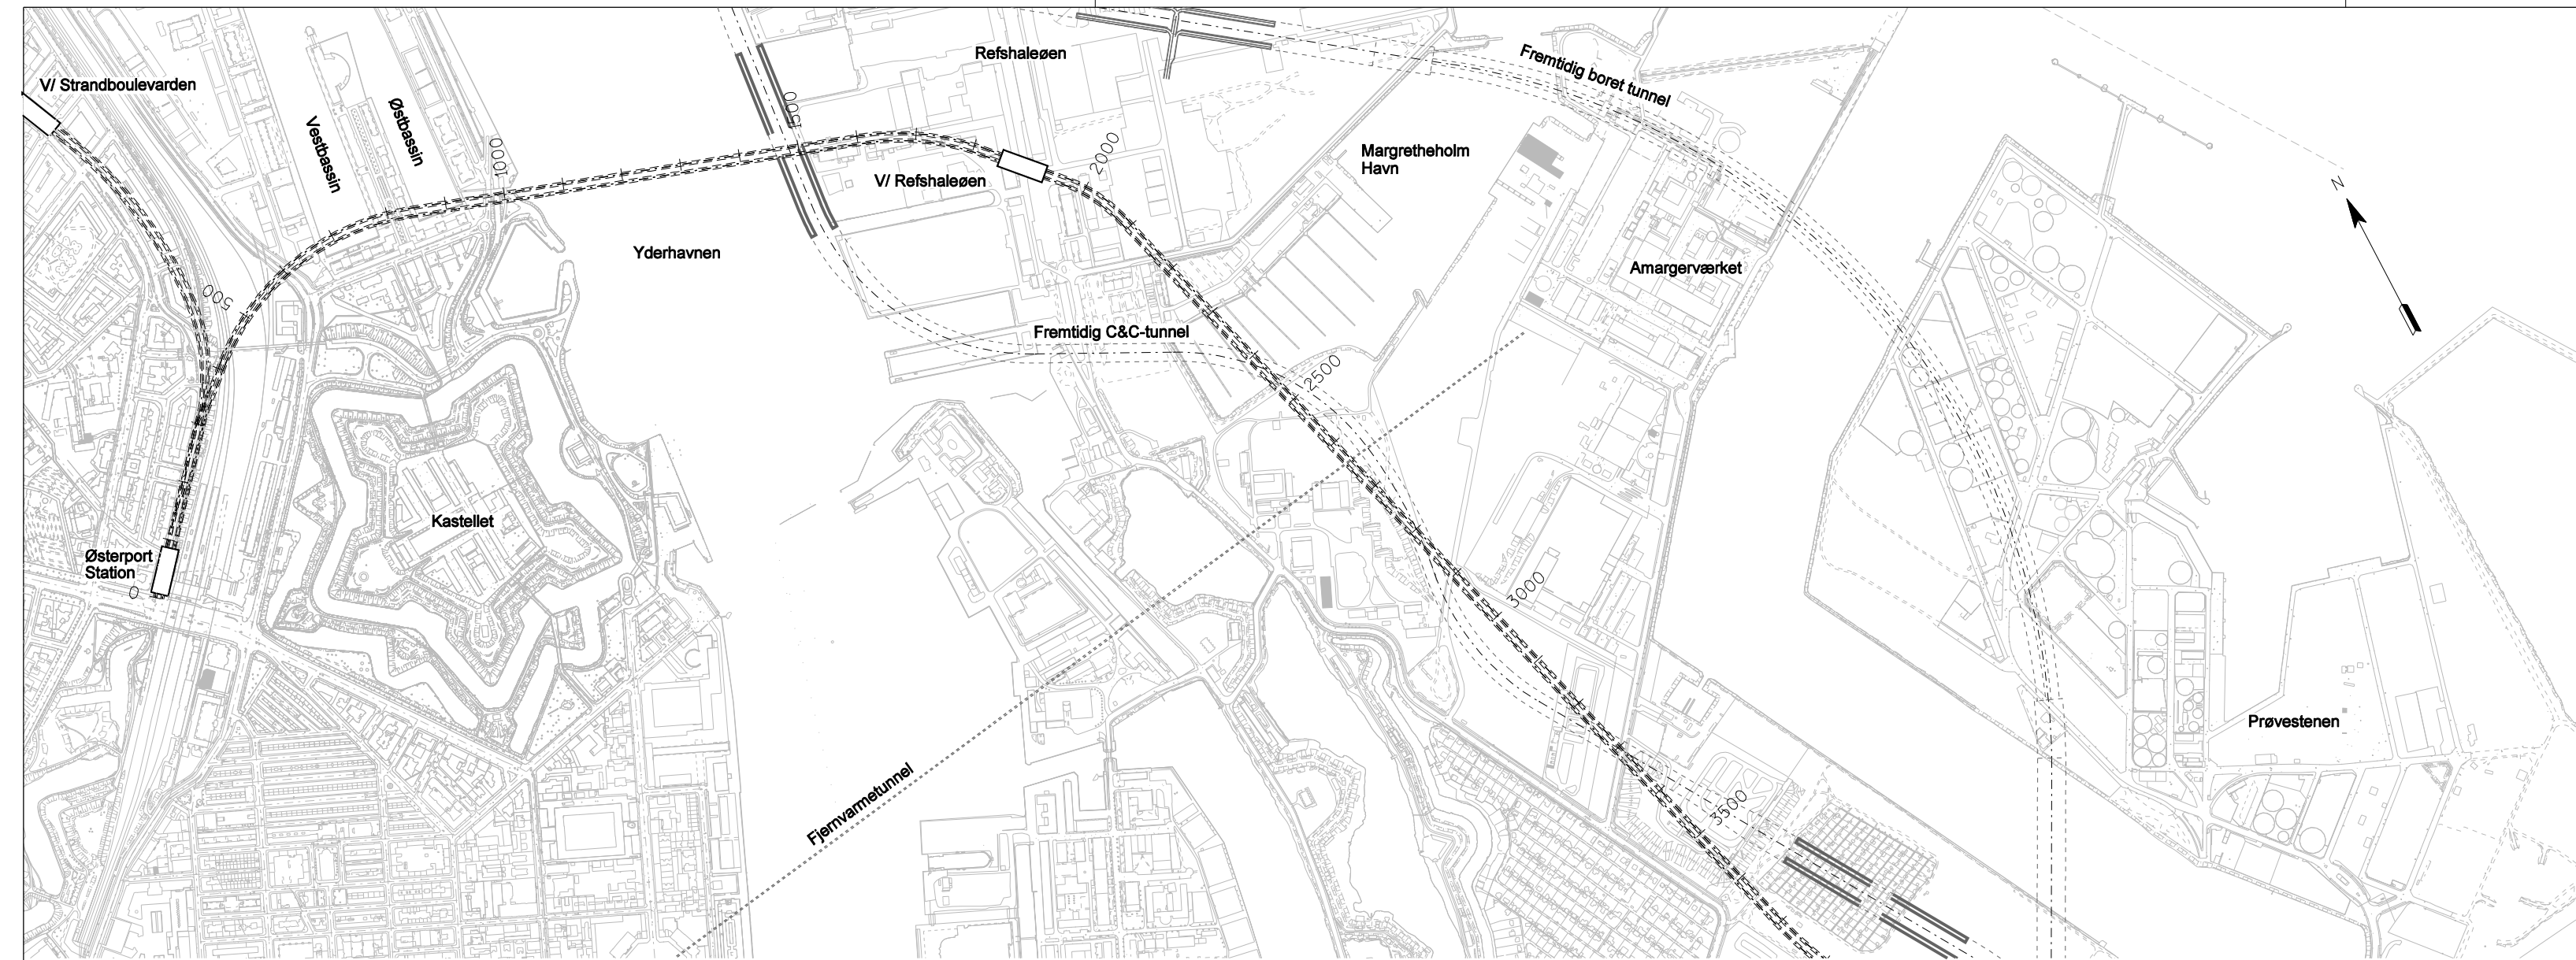 V/ Strandboulevarden
Vestbassin
Østbassin
1000
500
1500
Refshaleøen
V/ Refshaleøen
2000
Yderhavnen
Fremtidig C&C-tunnel
Fremtidig boret tunnel
Margretheholm
Havn
Amargerværket
N
2500
Kastellet
Østerport
Station
0
3000
Fjernvarmetunnel
3500
Prøvestenen